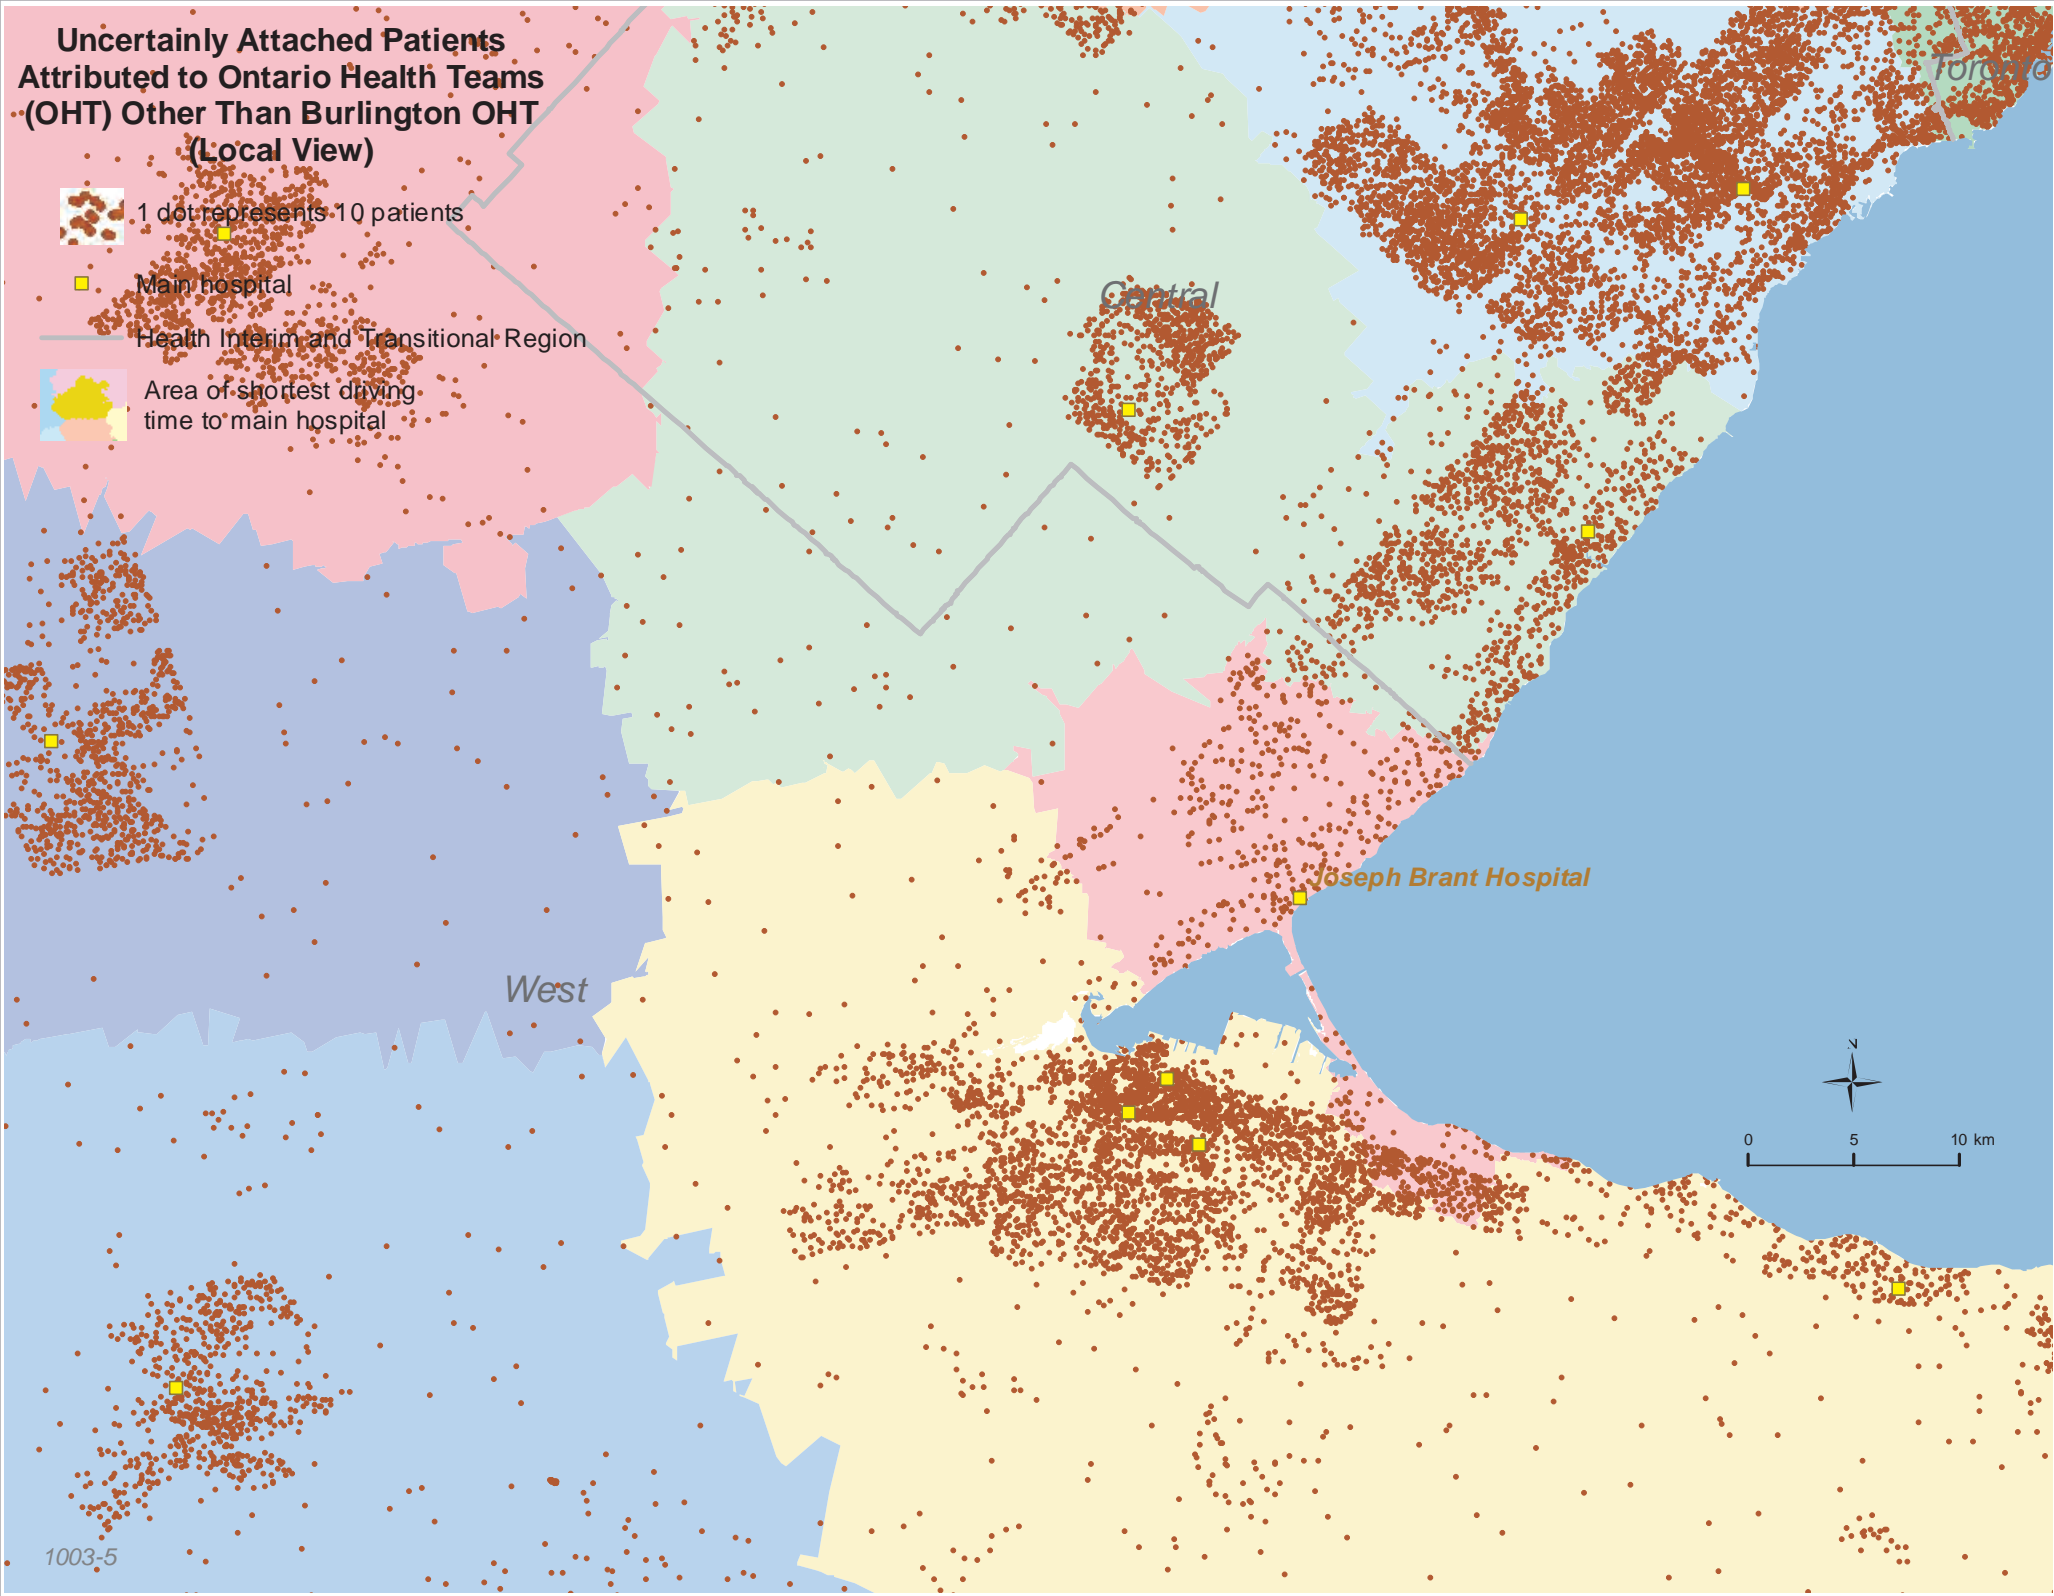 Uncertainly Attached Patients
Attributed to Ontario Health Teams
(OHT) Other Than Burlington OHT
(Local View)
1 dot represents 10 patients
Main hospital
Health Interim and Transitional Region
Area of shortest driving
time to main hospital
Toronto
Central
Joseph Brant Hospital
West
N
0 5 10 km
1003-5